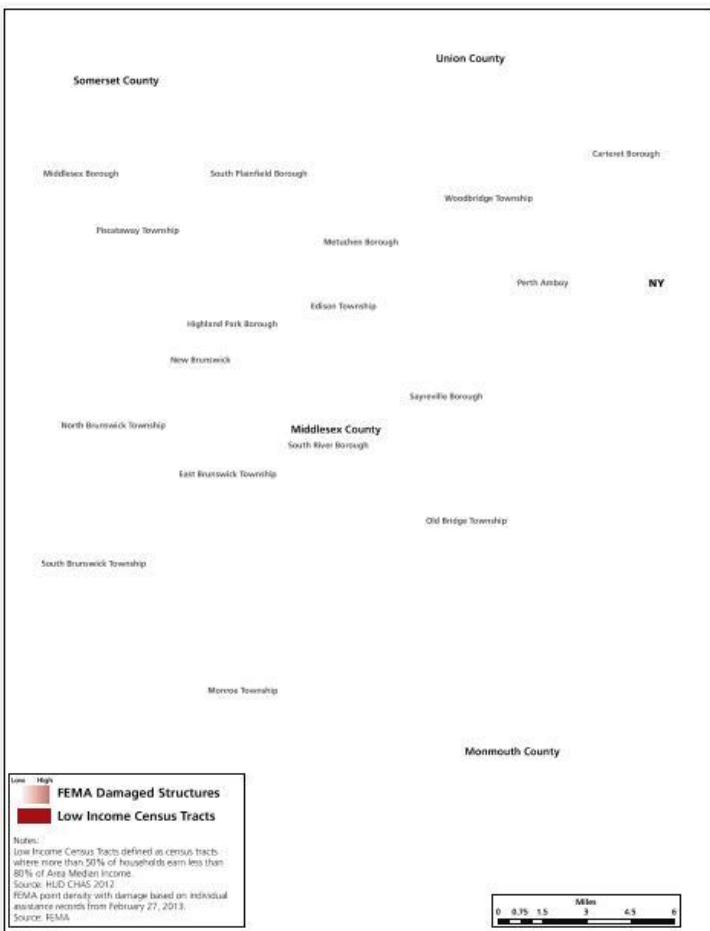 Union County
Somerset County
Carteret Borough
Middlesex Borough
South Plainfield Borough
Woodbridge Township
Piscataway Township
Metuchen Borough
Perth Amboy
NY
Edison Township
Highland Park Borough
New Brunswick
Sayreville Borough
North Brunswick Township
Middlesex County
South River Borough
East Brunswick Township
Old Bridge Township
South Brunswick Township
Monroe Township
Monmouth County
Low High
FEMA Damaged Structures
Low Income Census Tracts
Notes:
Low Income Census Tracts defined as census tracts
where more than 50% of households earn less than
80% of Area Median Income.
Source: HUD CHAS 2012
FEMA point density with damage based on individual
assistance records from February 27, 2013.
Source: FEMA
Miles
0 0.75 1.5 3 4.5 6